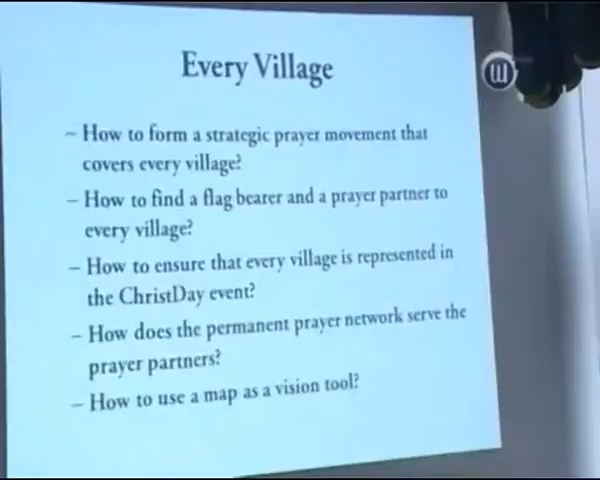 Every Village
– How to form a strategic prayer movement that
covers every village?
– How to find a flag bearer and a prayer partner to
every village?
– How to ensure that every village is represented in
the ChristDay event?
– How does the permanent prayer network serve the
prayer partners?
– How to use a map as a vision tool?